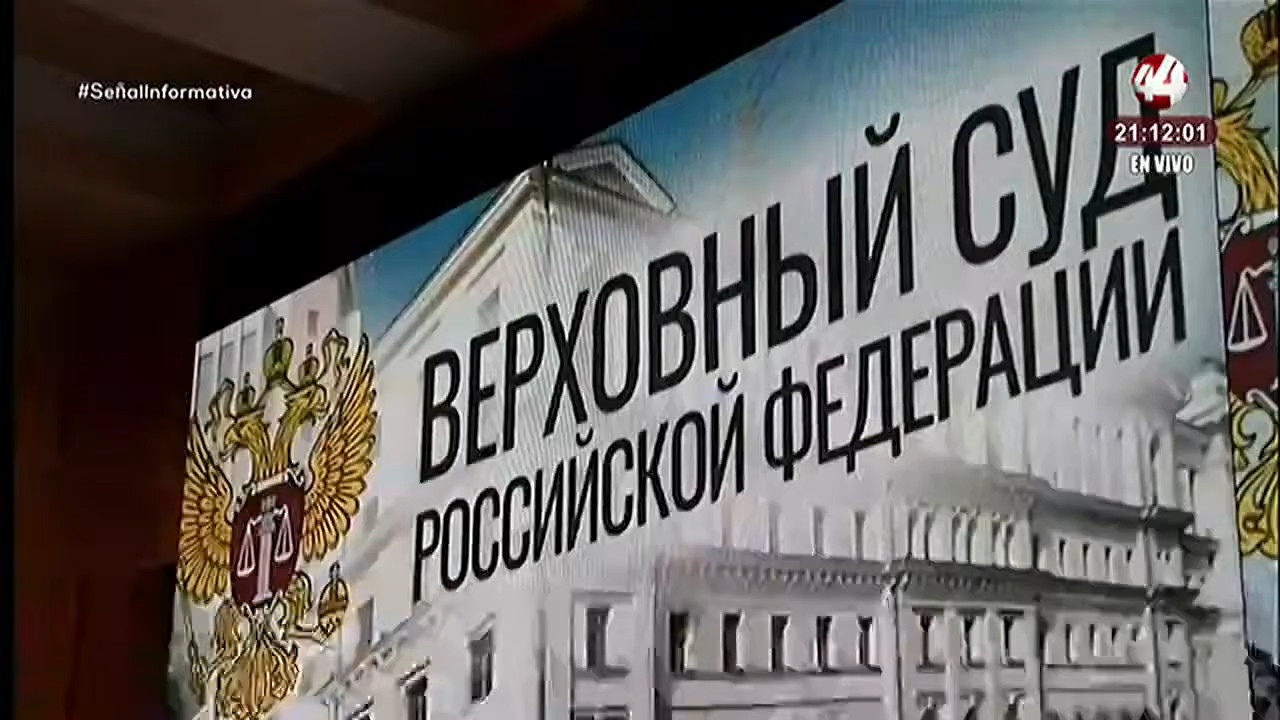 #SeñalInformativa
44
21:12:01
EN VIVO
ВЕРХОВНЫЙ СУД
РОССИЙСКОЙ ФЕДЕРАЦИИ